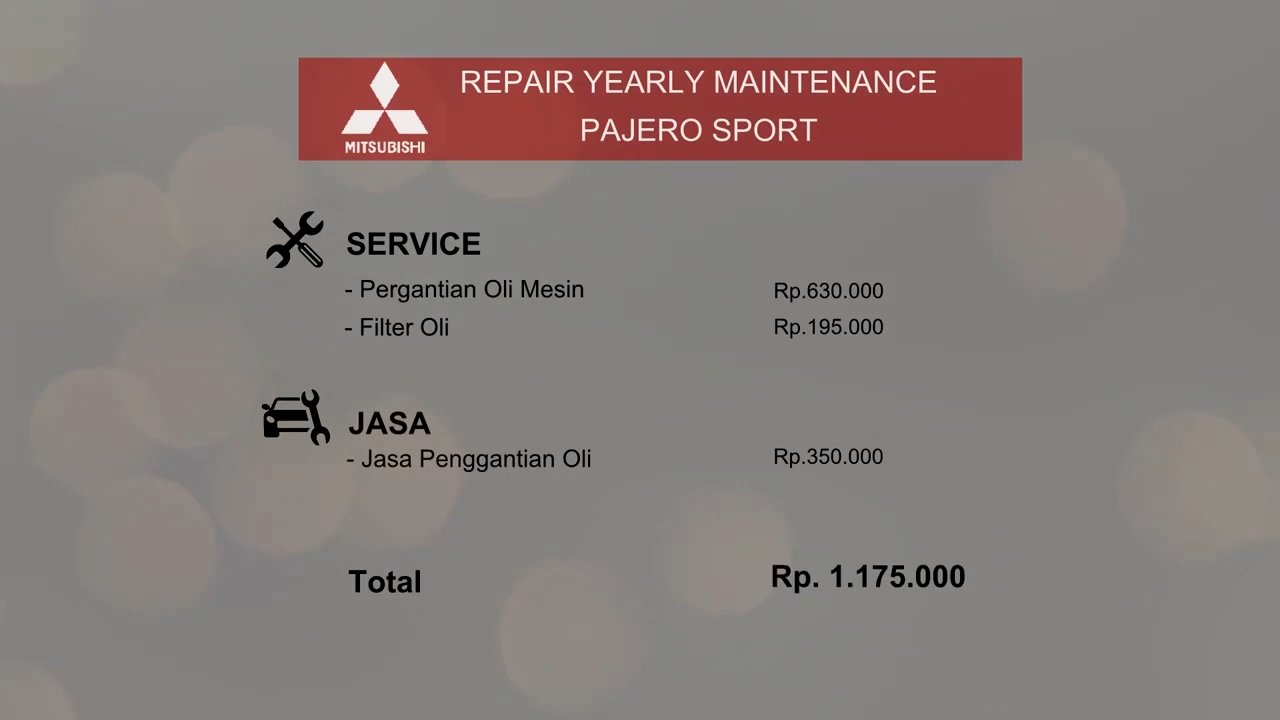 REPAIR YEARLY MAINTENANCE
PAJERO SPORT
MITSUBISHI
SERVICE
- Pergantian Oli Mesin Rp.630.000
- Filter Oli Rp.195.000
JASA
- Jasa Penggantian Oli Rp.350.000
Total Rp. 1.175.000